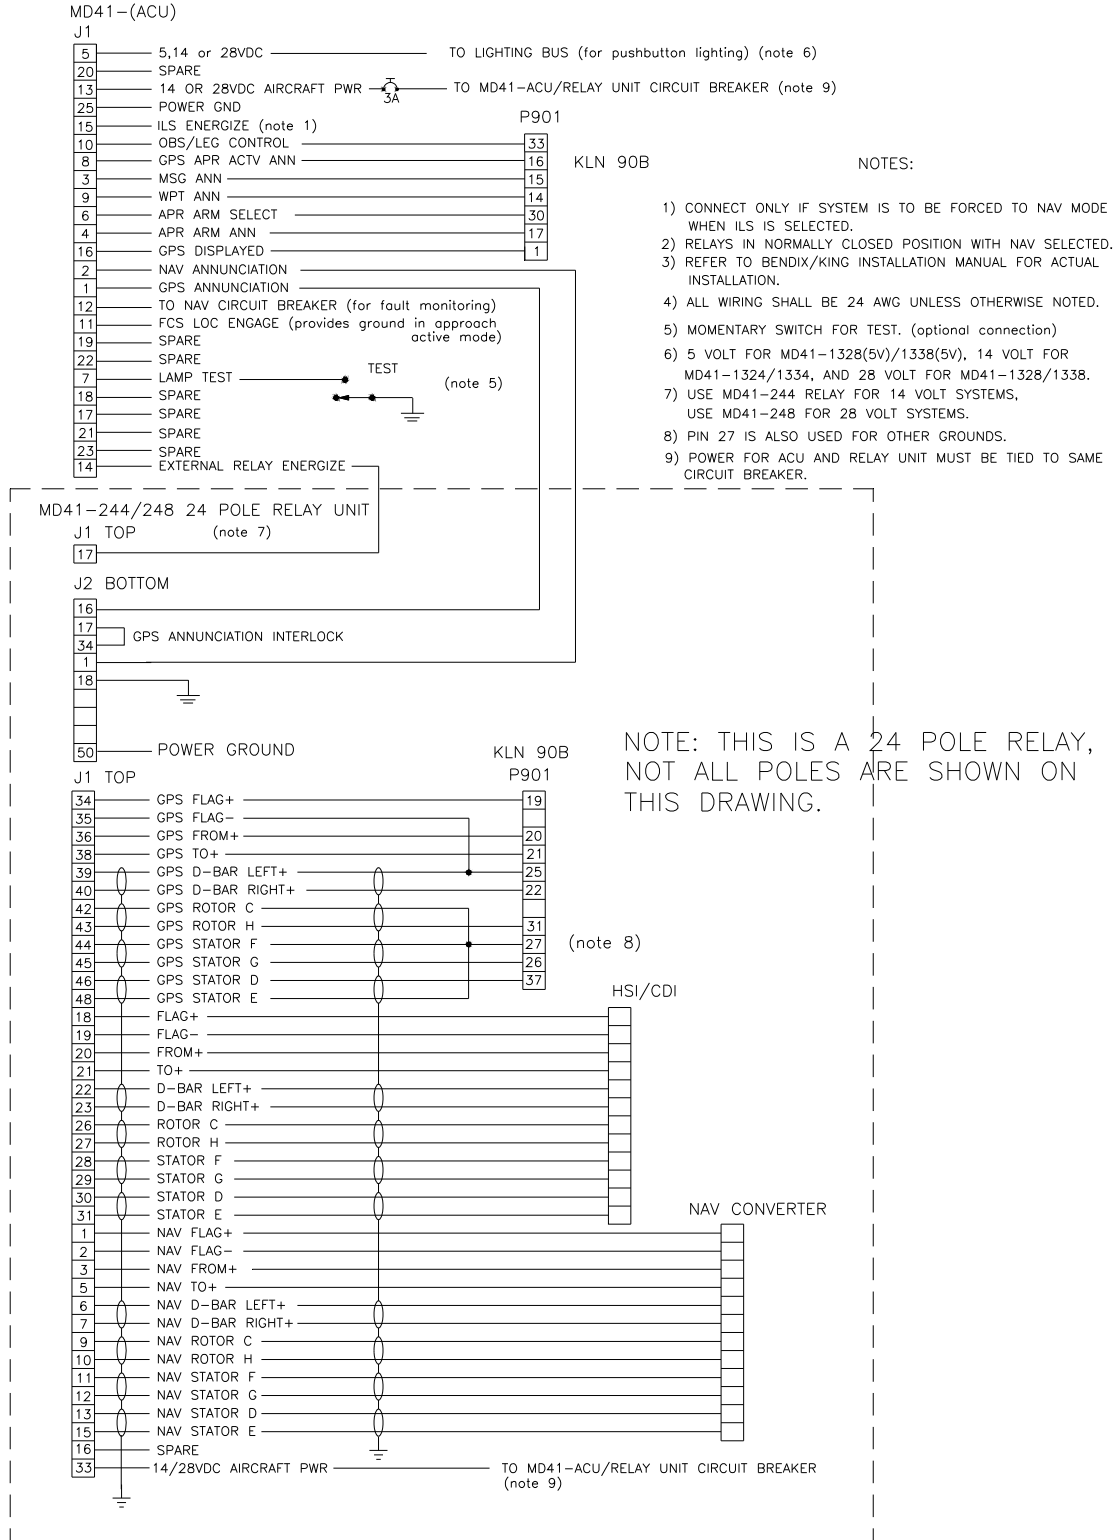 MD41-(ACU)
J1
5 5,14 or 28VDC TO LIGHTING BUS (for pushbutton lighting) (note 6)
20 SPARE
13 14 OR 28VDC AIRCRAFT PWR 3A TO MD41-ACU/RELAY UNIT CIRCUIT BREAKER (note 9)
25 POWER GND
P901
15 ILS ENERGIZE (note 1)
10 OBS/LEG CONTROL 33
8 GPS APR ACTV ANN 16
KLN 90B
3 MSG ANN 15
9 WPT ANN 14
6 APR ARM SELECT 30
4 APR ARM ANN 17
16 GPS DISPLAYED 1
2 NAV ANNUNCIATION
1 GPS ANNUNCIATION
12 TO NAV CIRCUIT BREAKER (for fault monitoring)
11 FCS LOC ENGAGE (provides ground in approach
active mode)
19 SPARE
22 SPARE
7 LAMP TEST TEST
(note 5)
18 SPARE
17 SPARE
21 SPARE
23 SPARE
14 EXTERNAL RELAY ENERGIZE
NOTES:
1) CONNECT ONLY IF SYSTEM IS TO BE FORCED TO NAV MODE
WHEN ILS IS SELECTED.
2) RELAYS IN NORMALLY CLOSED POSITION WITH NAV SELECTED.
3) REFER TO BENDIX/KING INSTALLATION MANUAL FOR ACTUAL
INSTALLATION.
4) ALL WIRING SHALL BE 24 AWG UNLESS OTHERWISE NOTED.
5) MOMENTARY SWITCH FOR TEST. (optional connection)
6) 5 VOLT FOR MD41-1328(5V)/1338(5V), 14 VOLT FOR
MD41-1324/1334, AND 28 VOLT FOR MD41-1328/1338.
7) USE MD41-244 RELAY FOR 14 VOLT SYSTEMS,
USE MD41-248 FOR 28 VOLT SYSTEMS.
8) PIN 27 IS ALSO USED FOR OTHER GROUNDS.
9) POWER FOR ACU AND RELAY UNIT MUST BE TIED TO SAME
CIRCUIT BREAKER.
MD41-244/248 24 POLE RELAY UNIT
J1 TOP (note 7)
17
J2 BOTTOM
16
17
GPS ANNUNCIATION INTERLOCK
34
1
18
50 POWER GROUND
NOTE: THIS IS A 24 POLE RELAY,
NOT ALL POLES ARE SHOWN ON
THIS DRAWING.
KLN 90B
J1 TOP P901
34 GPS FLAG+ 19
35 GPS FLAG-
36 GPS FROM+ 20
38 GPS TO+ 21
39 GPS D-BAR LEFT+ 25
40 GPS D-BAR RIGHT+ 22
42 GPS ROTOR C
43 GPS ROTOR H 31
44 GPS STATOR F 27 (note 8)
45 GPS STATOR G 26
46 GPS STATOR D 37
48 GPS STATOR E
HSI/CDI
18 FLAG+
19 FLAG-
20 FROM+
21 TO+
22 D-BAR LEFT+
23 D-BAR RIGHT+
26 ROTOR C
27 ROTOR H
28 STATOR F
29 STATOR G
30 STATOR D
31 STATOR E
NAV CONVERTER
1 NAV FLAG+
2 NAV FLAG-
3 NAV FROM+
5 NAV TO+
6 NAV D-BAR LEFT+
7 NAV D-BAR RIGHT+
9 NAV ROTOR C
10 NAV ROTOR H
11 NAV STATOR F
12 NAV STATOR G
13 NAV STATOR D
15 NAV STATOR E
16 SPARE
33 14/28VDC AIRCRAFT PWR TO MD41-ACU/RELAY UNIT CIRCUIT BREAKER
(note 9)